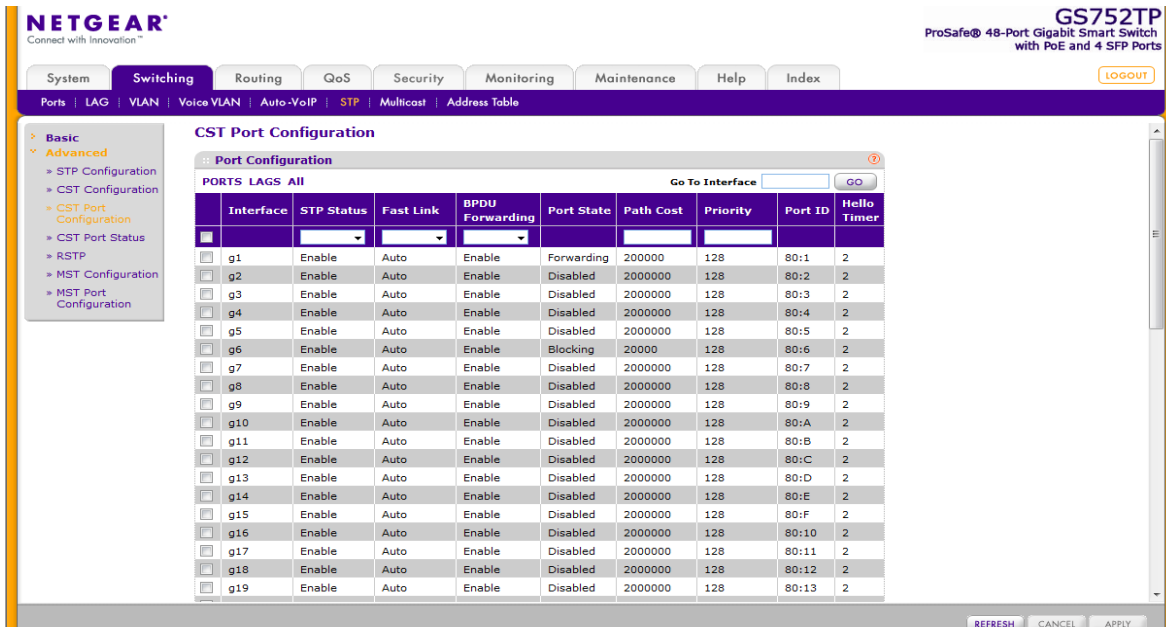 NETGEAR®
Connect with Innovation™
GS752TP
ProSafe® 48-Port Gigabit Smart Switch
with PoE and 4 SFP Ports
System Switching Routing QoS Security Monitoring Maintenance Help Index LOGOUT
Ports | LAG | VLAN | Voice VLAN | Auto-VoIP | STP | Multicast | Address Table
Basic
Advanced
» STP Configuration
» CST Configuration
» CST Port
Configuration
» CST Port Status
» RSTP
» MST Configuration
» MST Port
Configuration
CST Port Configuration
Port Configuration ?
PORTS LAGS All Go To Interface GO
Interface STP Status Fast Link BPDU Forwarding Port State Path Cost Priority Port ID Hello Timer
g1 Enable Auto Enable Forwarding 200000 128 80:1 2
g2 Enable Auto Enable Disabled 2000000 128 80:2 2
g3 Enable Auto Enable Disabled 2000000 128 80:3 2
g4 Enable Auto Enable Disabled 2000000 128 80:4 2
g5 Enable Auto Enable Disabled 2000000 128 80:5 2
g6 Enable Auto Enable Blocking 20000 128 80:6 2
g7 Enable Auto Enable Disabled 2000000 128 80:7 2
g8 Enable Auto Enable Disabled 2000000 128 80:8 2
g9 Enable Auto Enable Disabled 2000000 128 80:9 2
g10 Enable Auto Enable Disabled 2000000 128 80:A 2
g11 Enable Auto Enable Disabled 2000000 128 80:B 2
g12 Enable Auto Enable Disabled 2000000 128 80:C 2
g13 Enable Auto Enable Disabled 2000000 128 80:D 2
g14 Enable Auto Enable Disabled 2000000 128 80:E 2
g15 Enable Auto Enable Disabled 2000000 128 80:F 2
g16 Enable Auto Enable Disabled 2000000 128 80:10 2
g17 Enable Auto Enable Disabled 2000000 128 80:11 2
g18 Enable Auto Enable Disabled 2000000 128 80:12 2
g19 Enable Auto Enable Disabled 2000000 128 80:13 2
REFRESH CANCEL APPLY